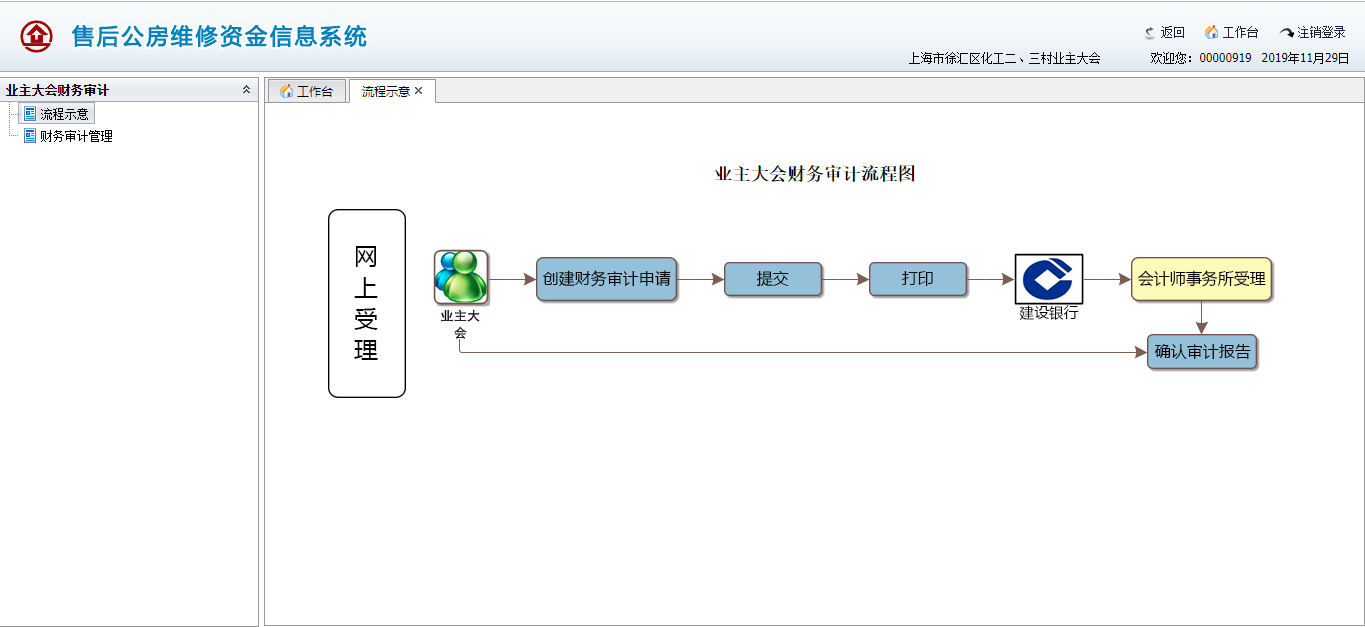 售后公房维修资金信息系统
返回 工作台 注销登录
上海市徐汇区化工二、三村业主大会 欢迎您：00000919 2019年11月29日
业主大会财务审计
流程示意
财务审计管理
工作台 流程示意
业主大会财务审计流程图
网
上
受
理
业主大
会
创建财务审计申请
提交
打印
建设银行
会计师事务所受理
确认审计报告